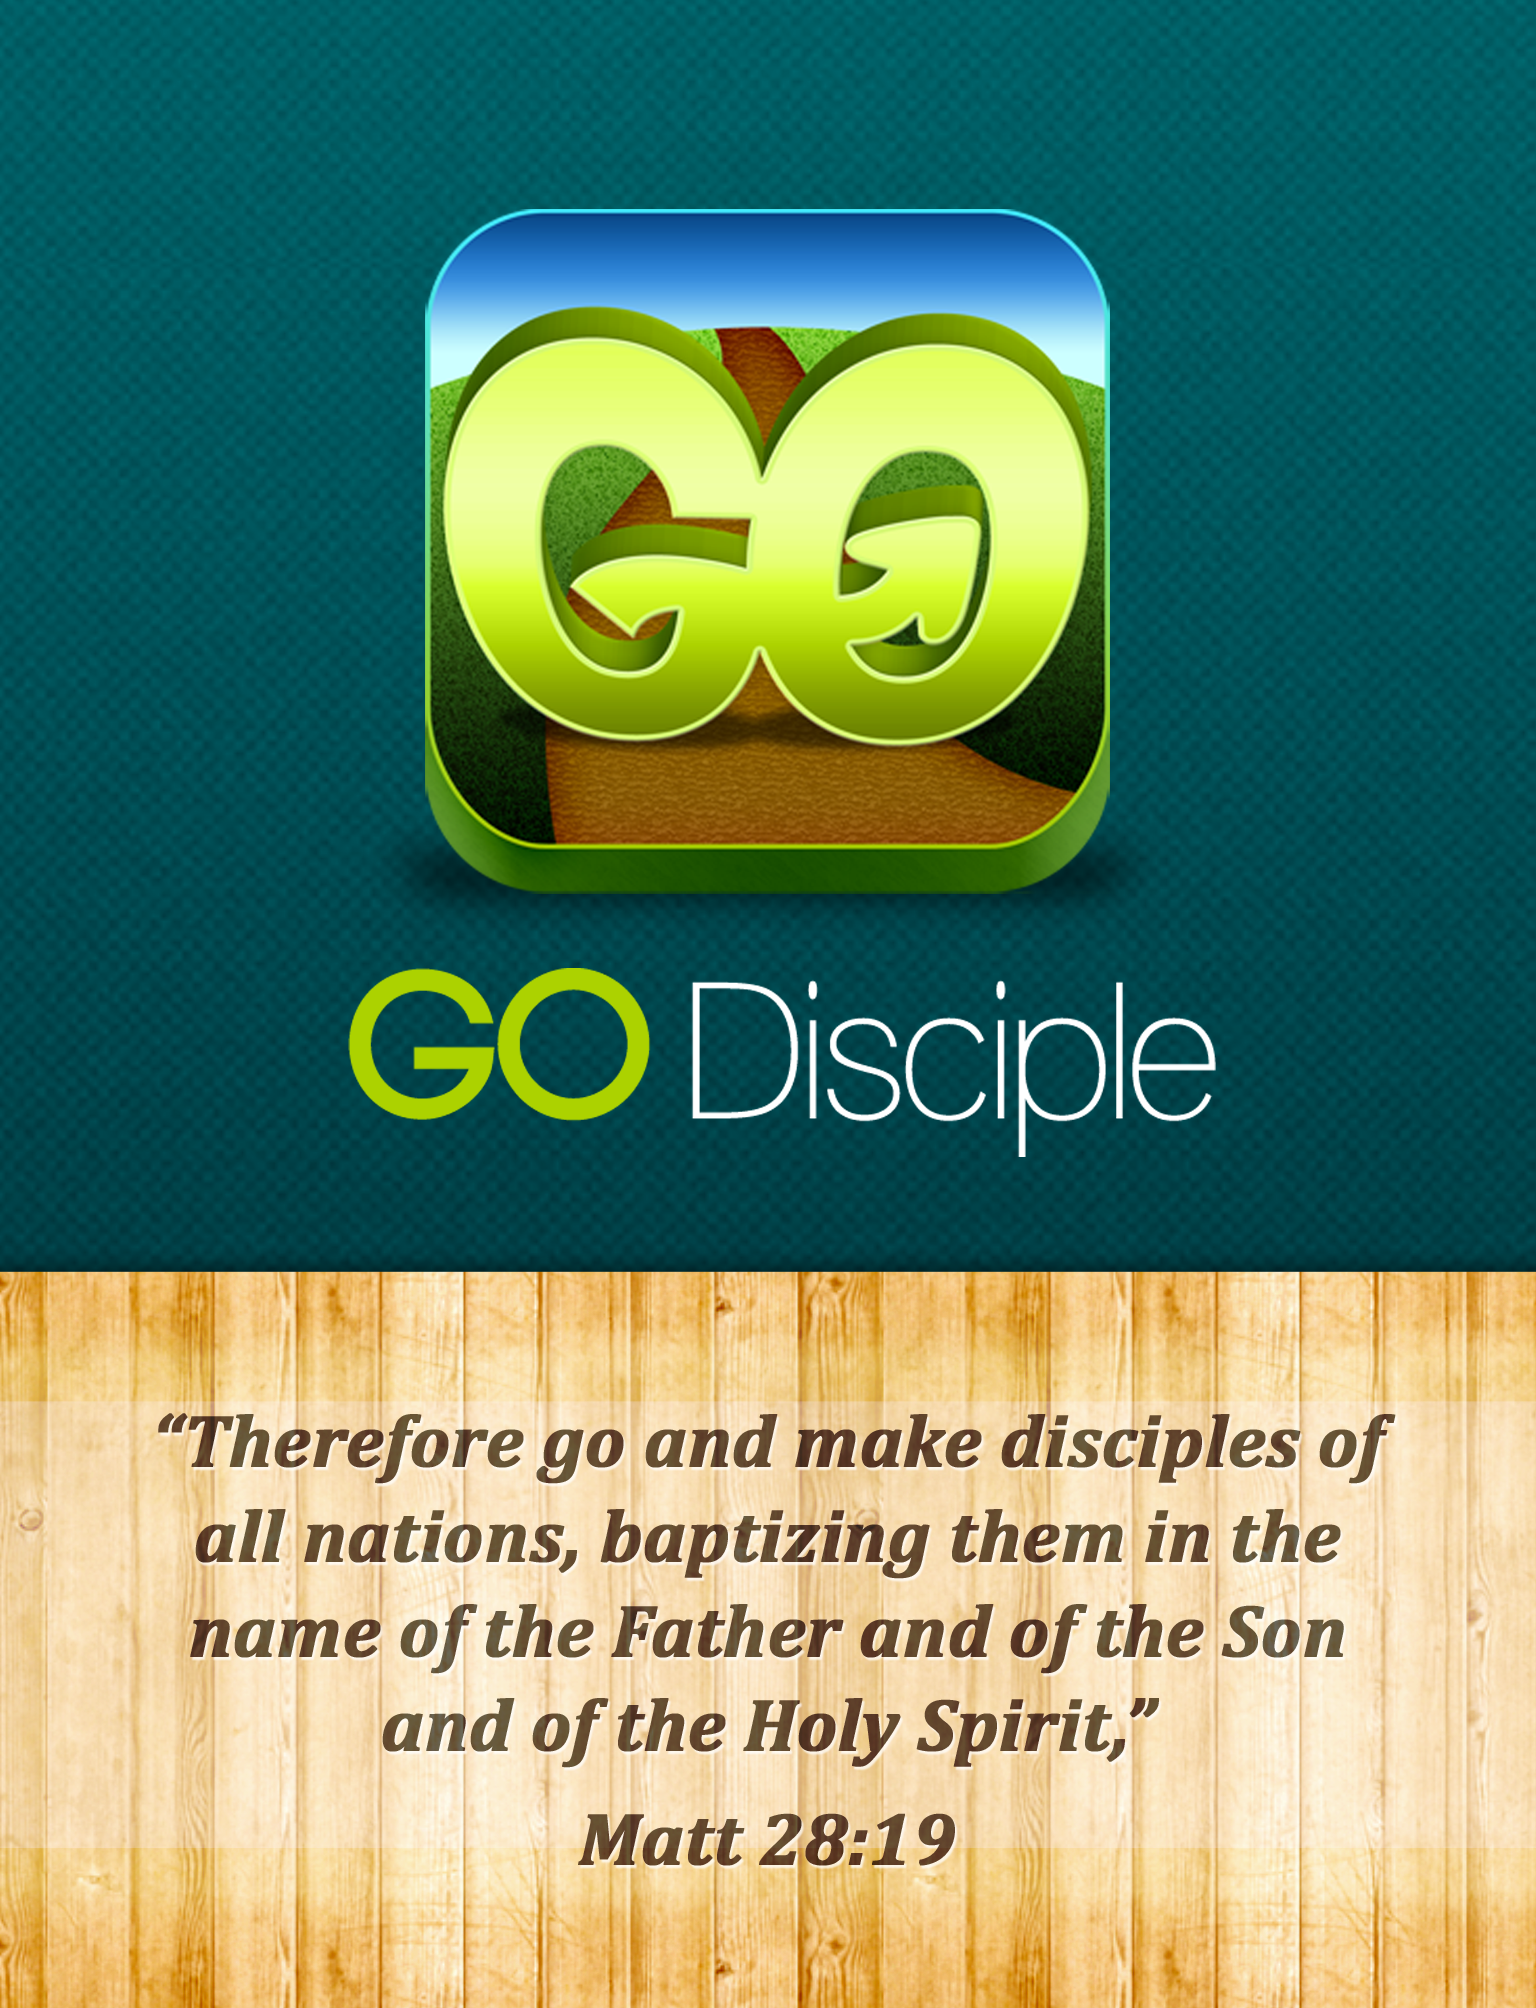 GO
GO Disciple
“Therefore go and make disciples of
all nations, baptizing them in the
name of the Father and of the Son
and of the Holy Spirit,”
Matt 28:19